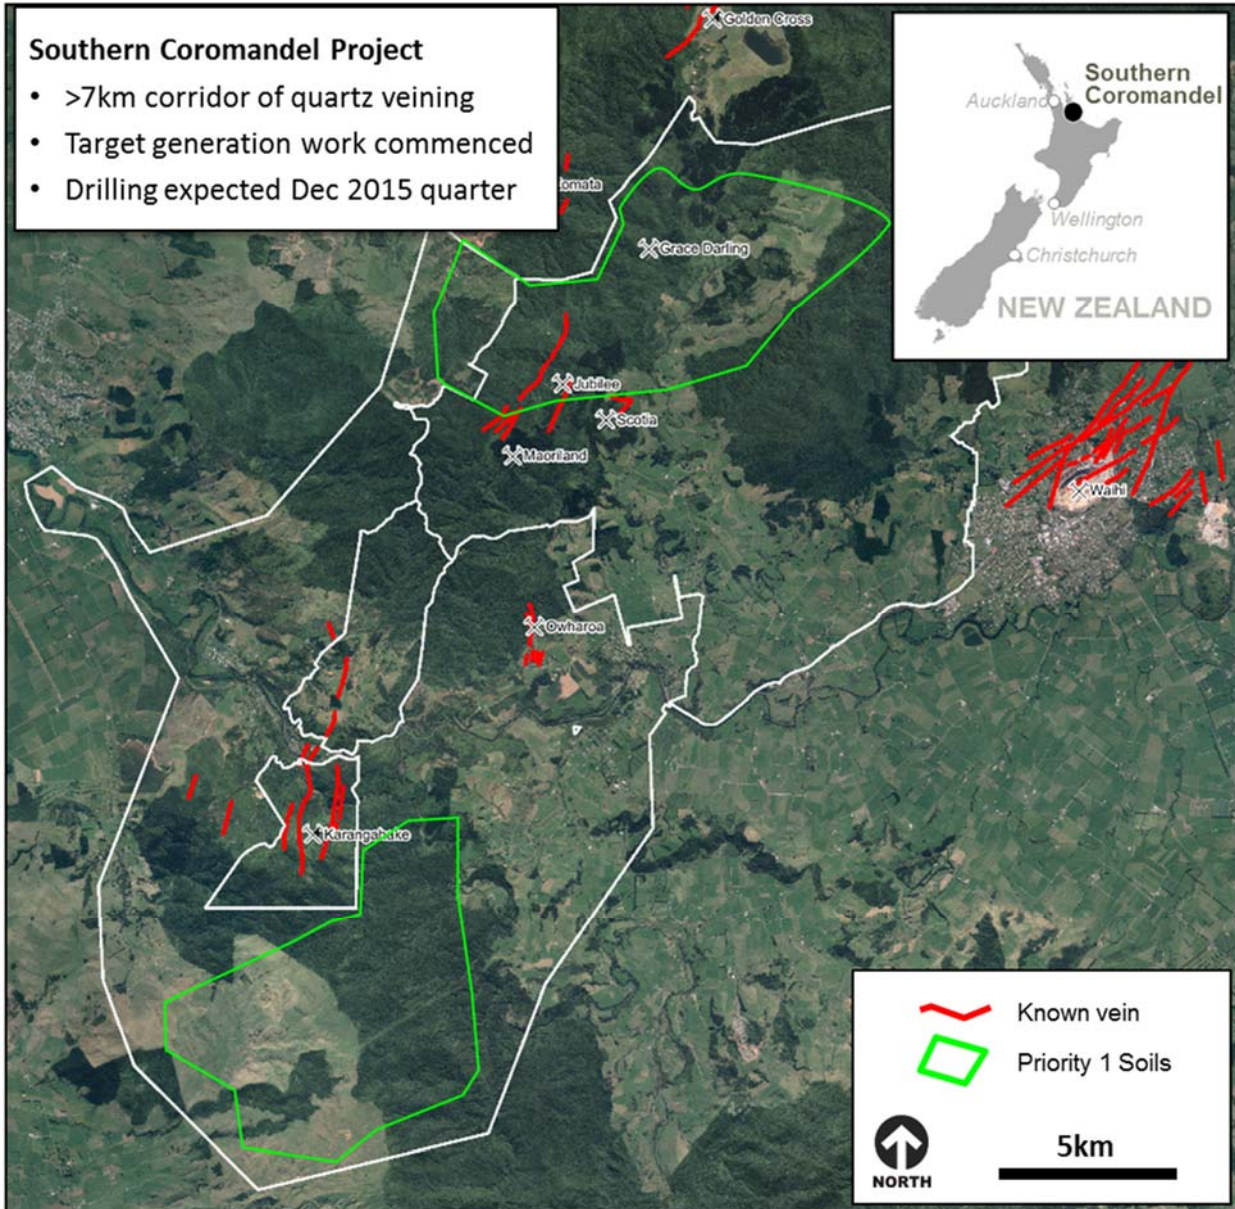 Southern Coromandel Project
• >7km corridor of quartz veining
• Target generation work commenced
• Drilling expected Dec 2015 quarter
Golden Cross
Southern
Coromandel
Auckland
Wellington
Christchurch
NEW ZEALAND
omata
Grace Darling
Jubilee
Scotia
Maoriland
Waihi
Owharoa
Karangahake
Known vein
Priority 1 Soils
NORTH
5km